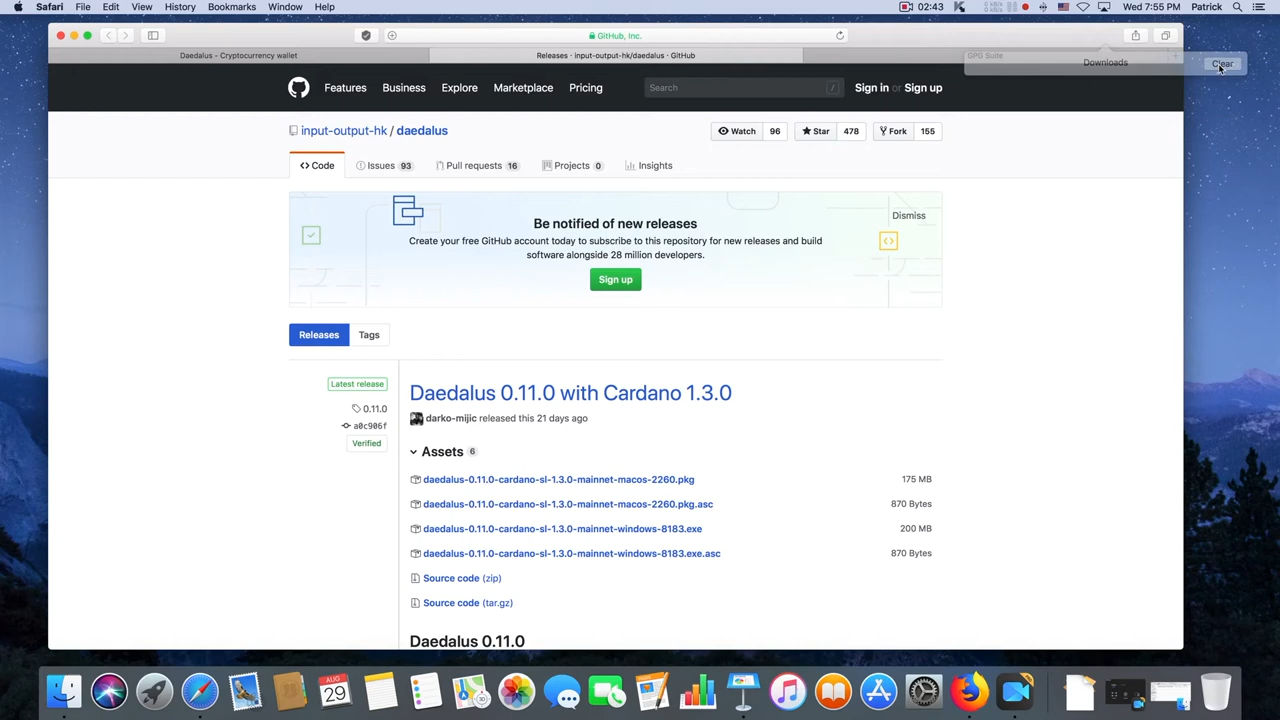 Safari File Edit View History Bookmarks Window Help 02:43 Wed 7:55 PM Patrick
GitHub, Inc.
Daedalus - Cryptocurrency wallet Releases · input-output-hk/daedalus · GitHub GPG Suite
Downloads Clear
Features Business Explore Marketplace Pricing Search / Sign in or Sign up
input-output-hk / daedalus Watch 96 Star 478 Fork 155
Code Issues 93 Pull requests 16 Projects 0 Insights
Be notified of new releases
Dismiss
Create your free GitHub account today to subscribe to this repository for new releases and build
software alongside 28 million developers.
Sign up
Releases Tags
Latest release
Daedalus 0.11.0 with Cardano 1.3.0
0.11.0
darko-mijic released this 21 days ago
a0c906f
Verified
Assets 6
daedalus-0.11.0-cardano-sl-1.3.0-mainnet-macos-2260.pkg 175 MB
daedalus-0.11.0-cardano-sl-1.3.0-mainnet-macos-2260.pkg.asc 870 Bytes
daedalus-0.11.0-cardano-sl-1.3.0-mainnet-windows-8183.exe 200 MB
daedalus-0.11.0-cardano-sl-1.3.0-mainnet-windows-8183.exe.asc 870 Bytes
Source code (zip)
Source code (tar.gz)
Daedalus 0.11.0
AUG
29